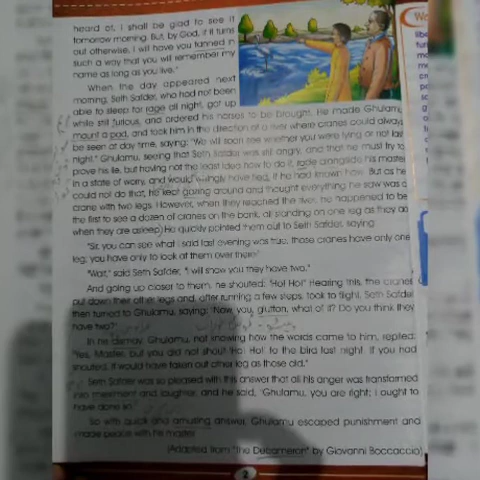 heard of, I shall be glad to see it
tomorrow morning. But, by God, if it turns
out otherwise, I will have you tanned in
such a way that you will remember my
name as long as you live."
When the day appeared next
morning, Seth Safder, who had not been
able to sleep for rage all night, got up
while still furious, and ordered his horses to be brought. He made Ghulamu
mount a pad, and took him in the direction of a river where cranes could always
be seen at day time, saying: "We will soon see whether you were lying or not last
night." Ghulamu, seeing that Seth Safder was still angry, and that he must try to
prove his lie, but having not the least idea how to do it, rode alongside his master
in a state of worry, and would willingly have fled, if he had known how. But as he
could not do that, he kept gazing around and thought everything he saw was a
crane with two legs. However, when they reached the river, he happened to be
the first to see a dozen of cranes on the bank, all standing on one leg as they do
when they are asleep. He quickly pointed them out to Seth Safder, saying:
"Sir, you can see what I said last evening was true, those cranes have only one
leg; you have only to look at them over there."
"Wait," said Seth Safder, "I will show you they have two."
And going up closer to them, he shouted: 'Ho! Ho!" Hearing this, the cranes
put down their other legs and, after running a few steps, took to flight. Seth Safder
then turned to Ghulamu, saying: "Now, you, glutton, what of it? Do you think they
have two?"
In his dismay, Ghulamu, not knowing how the words came to him, replied:
"Yes, Master, but you did not shout 'Ho! Ho!' to the bird last night. If you had
shouted, it would have taken out other leg as those did."
Seth Safder was so pleased with this answer that all his anger was transformed
into merriment and laughter, and he said, "Ghulamu, you are right; I ought to
have done so."
So with quick and amusing answer, Ghulamu escaped punishment and
made peace with his master.
(Adapted from "the Decameron" by Giovanni Boccaccio)
2